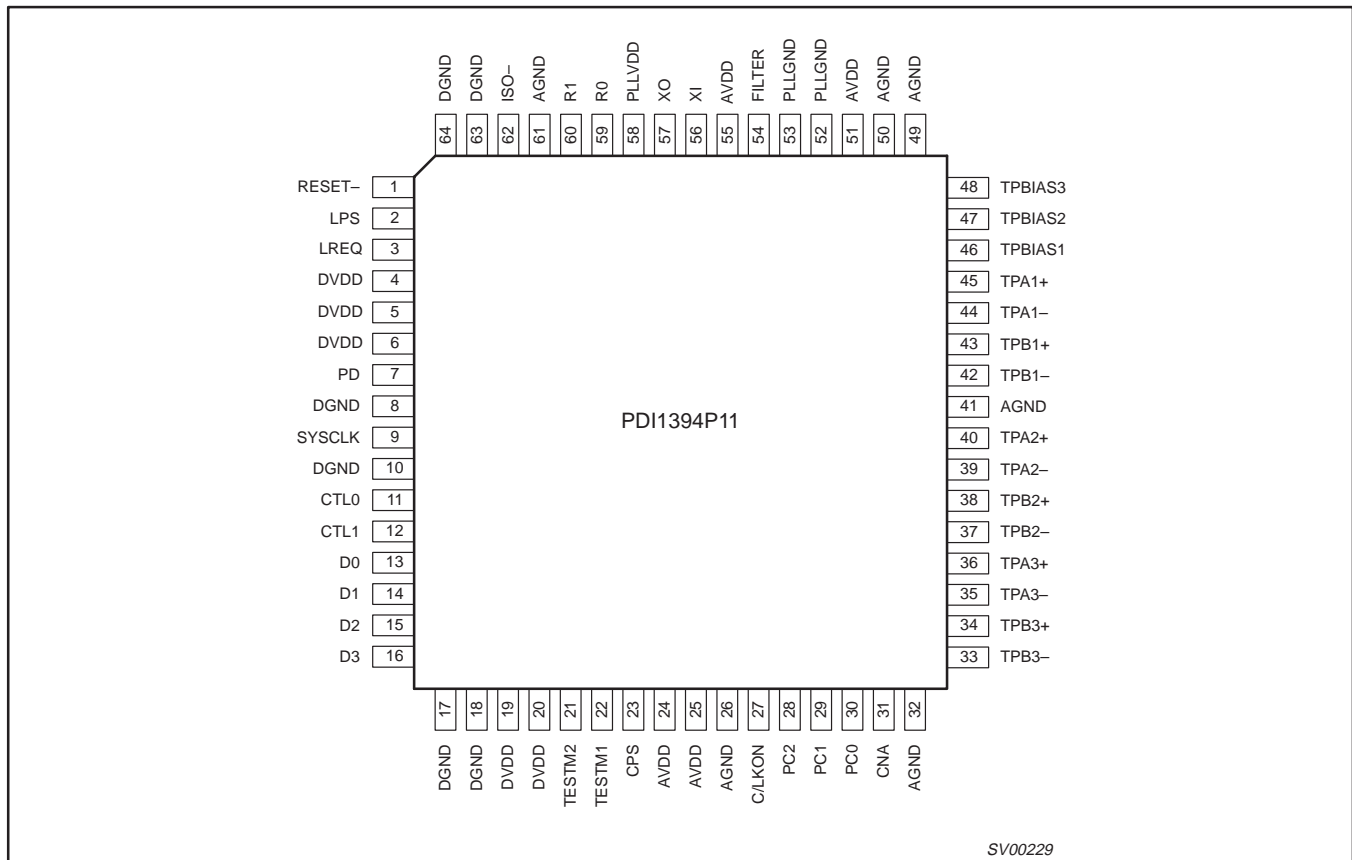 DGND DGND ISO– AGND R1 R0 PLLVDD XO XI AVDD FILTER PLLGND PLLGND AVDD AGND AGND
64 63 62 61 60 59 58 57 56 55 54 53 52 51 50 49
RESET– 1 48 TPBIAS3
LPS 2 47 TPBIAS2
LREQ 3 46 TPBIAS1
DVDD 4 45 TPA1+
DVDD 5 44 TPA1–
DVDD 6 43 TPB1+
PD 7 42 TPB1–
DGND 8 41 AGND
PDI1394P11
SYSCLK 9 40 TPA2+
DGND 10 39 TPA2–
CTL0 11 38 TPB2+
CTL1 12 37 TPB2–
D0 13 36 TPA3+
D1 14 35 TPA3–
D2 15 34 TPB3+
D3 16 33 TPB3–
17 18 19 20 21 22 23 24 25 26 27 28 29 30 31 32
DGND DGND DVDD DVDD TESTM2 TESTM1 CPS AVDD AVDD AGND C/LKON PC2 PC1 PC0 CNA AGND
SV00229